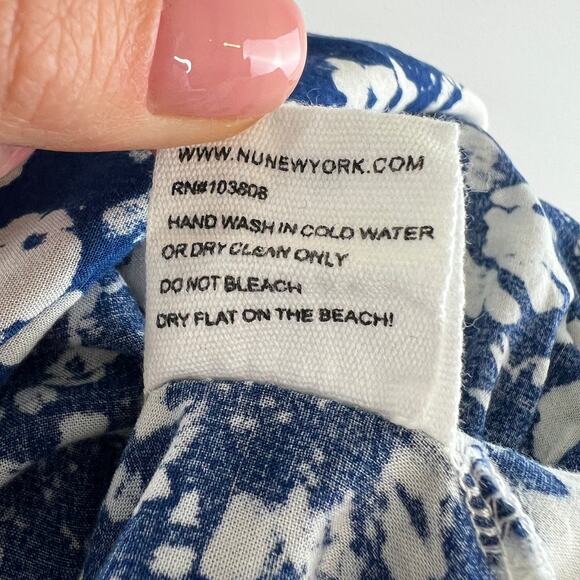 WWW.NUNEWYORK.COM
RN#103808
HAND WASH IN COLD WATER
OR DRY CLEAN ONLY
DO NOT BLEACH
DRY FLAT ON THE BEACH!